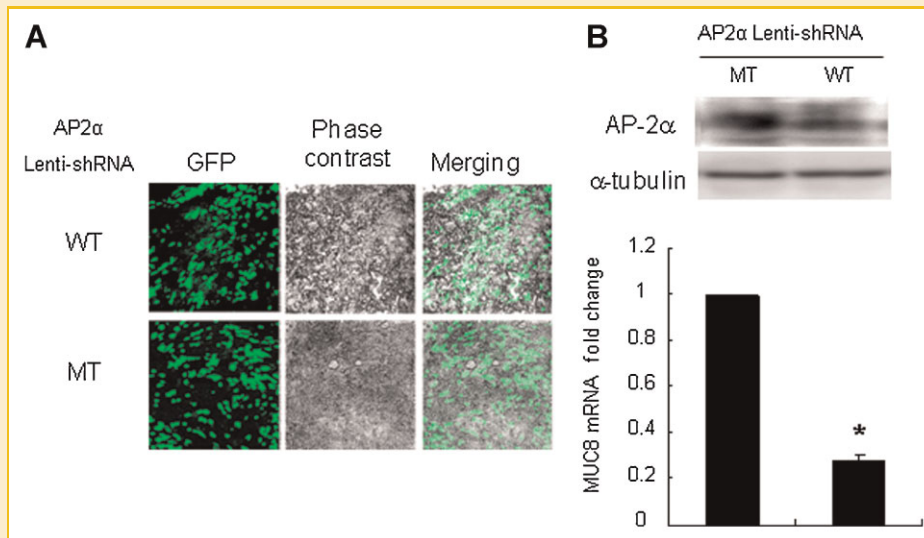 A
AP2α
Lenti-shRNA
GFP
Phase
contrast
Merging
WT
MT
B
AP2α Lenti-shRNA
MT
WT
AP-2α
α-tubulin
MUC8 mRNA fold change
1.2
1
0.8
0.6
0.4
0.2
0
*